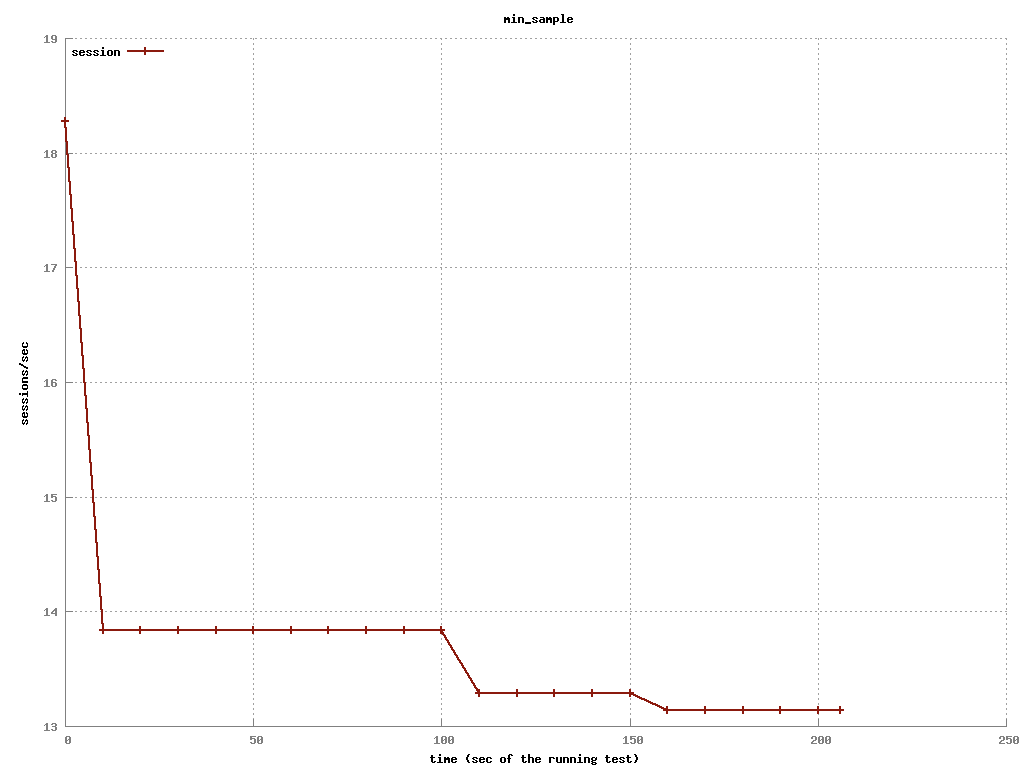 min_sample
session
19
18
17
16
15
14
13
sessions/sec
0 50 100 150 200 250
time (sec of the running test)